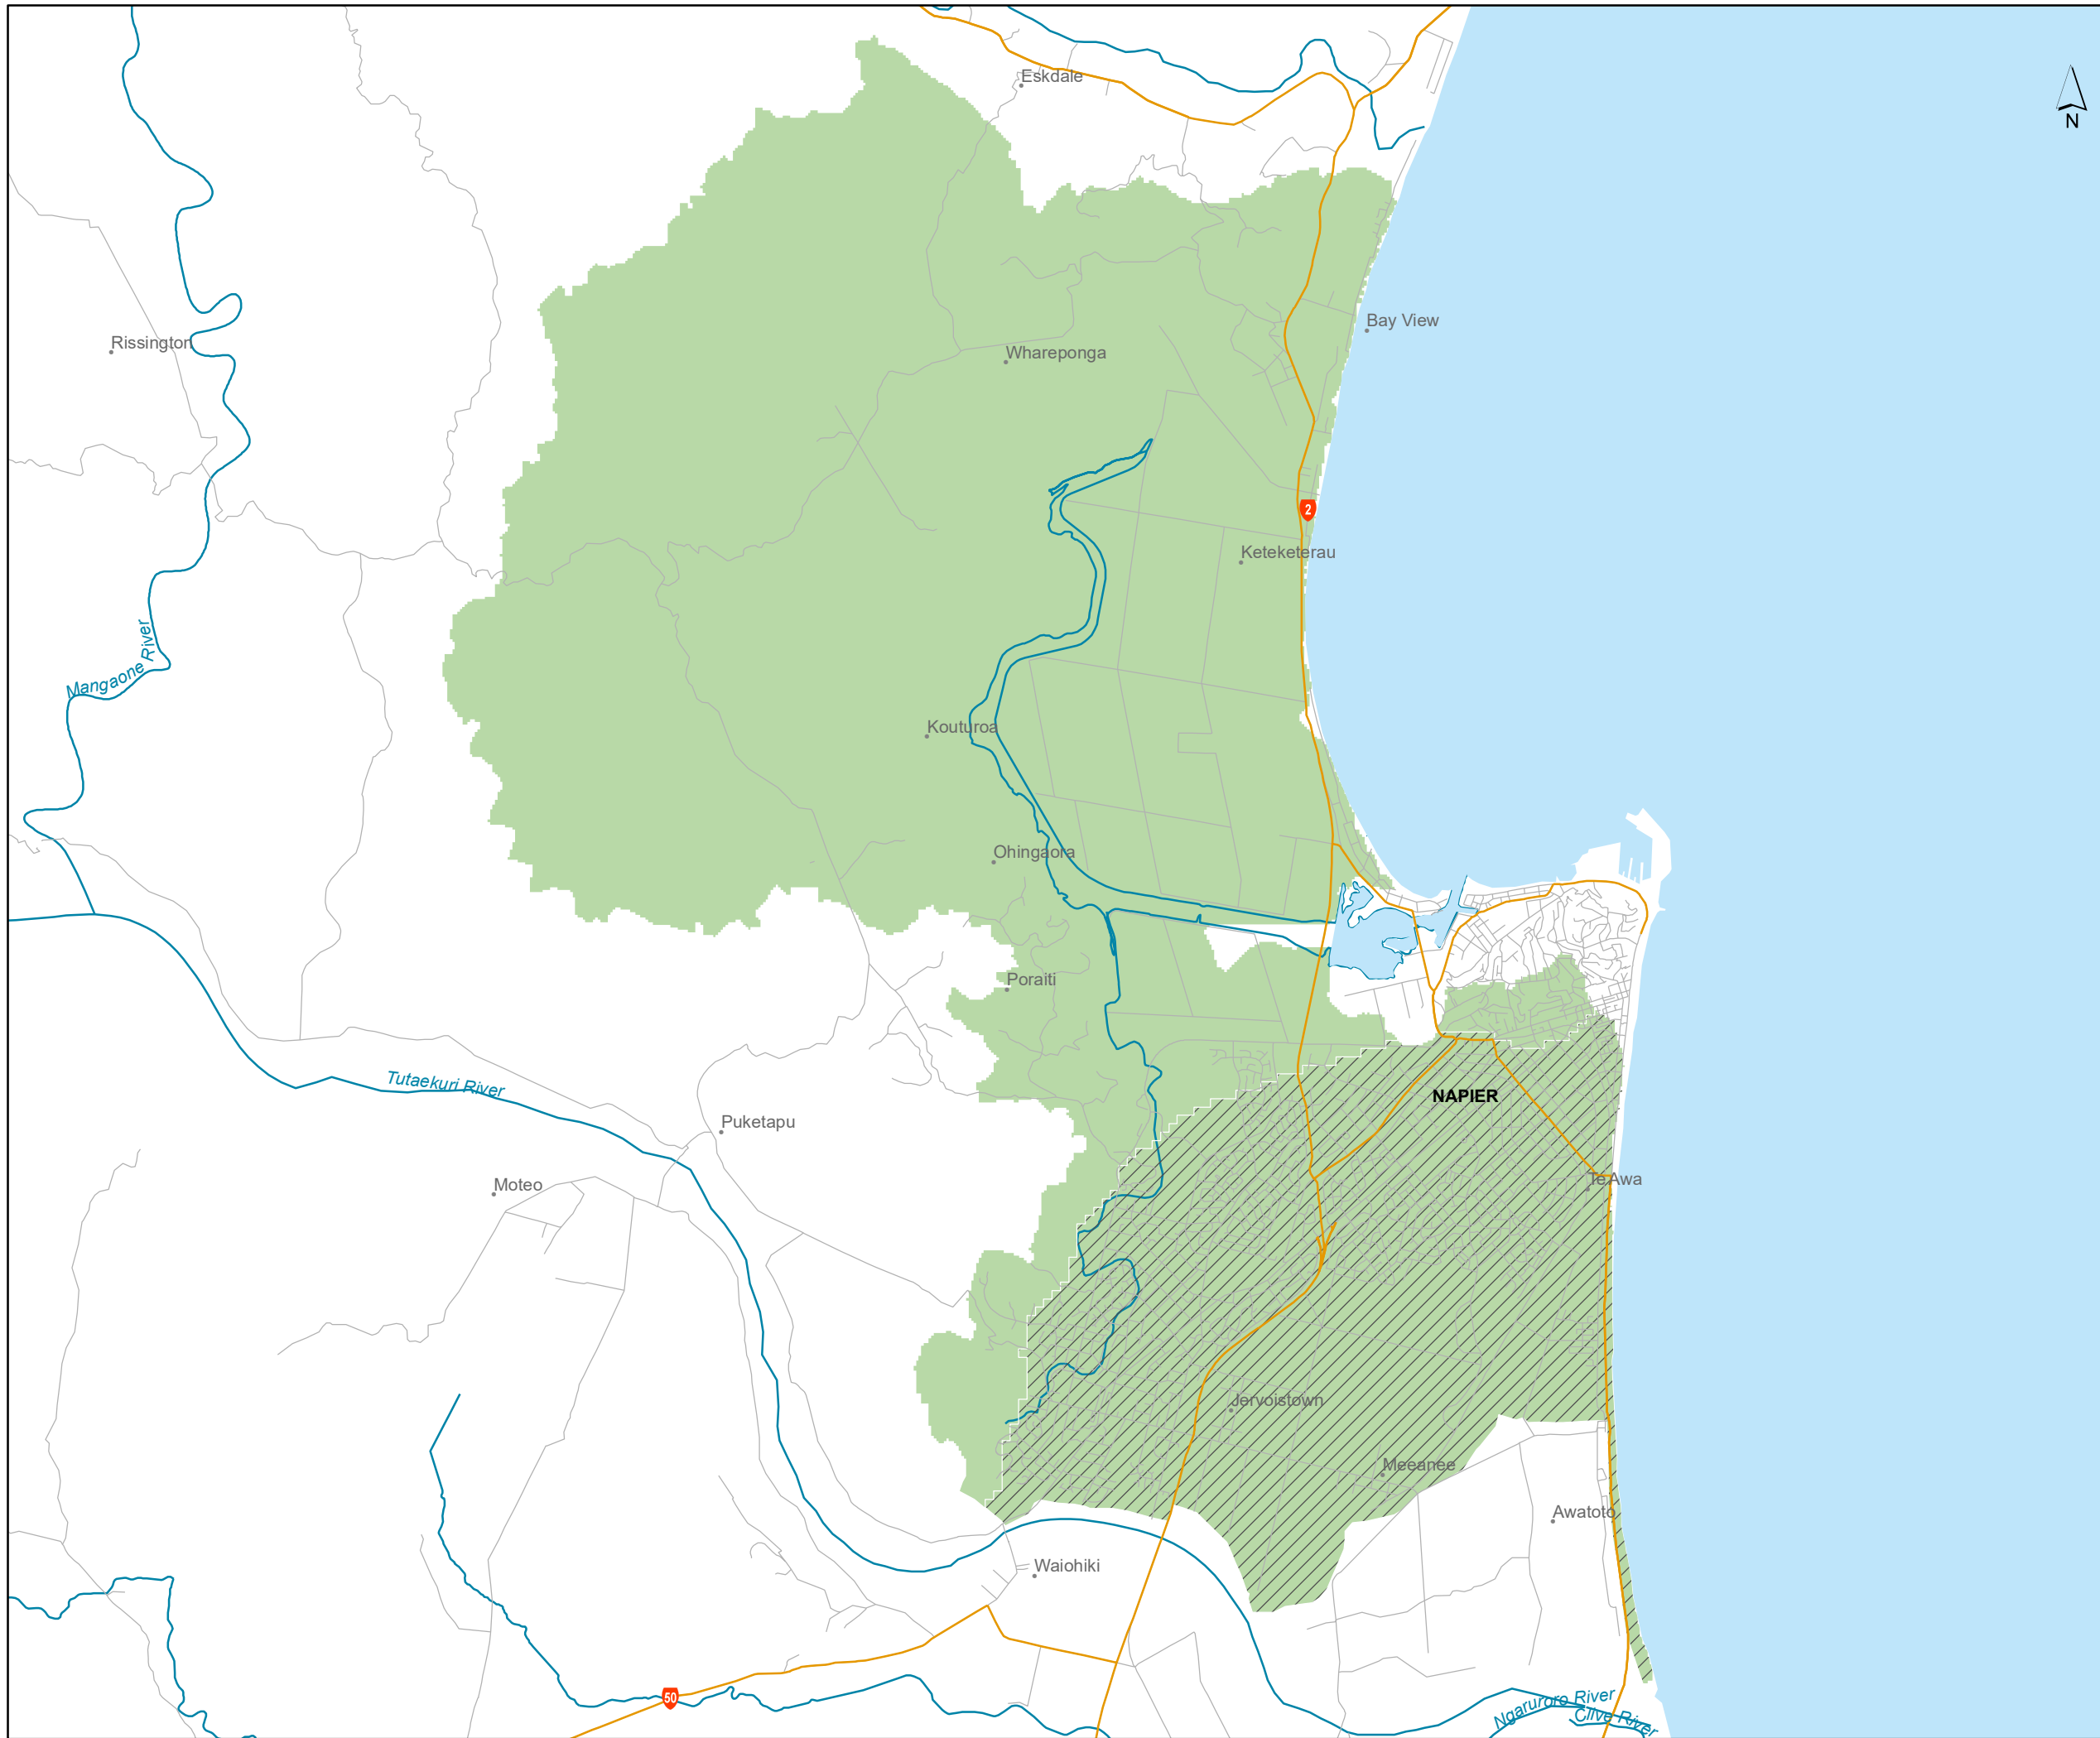 Eskdale
N
Bay View
Rissington
Whareponga
2
Keteketerau
Mangaone River
Kouturoa
Ohingaora
Poraiti
Tutaekuri River
NAPIER
Puketapu
Te Awa
Moteo
Jervoistown
Meeanee
Awatoto
Waiohiki
50
Ngaruroro River
Clive River